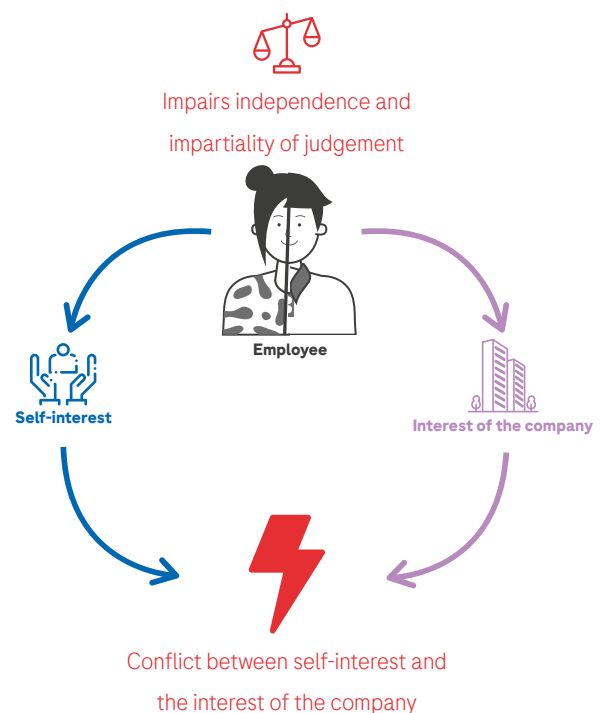 Impairs independence and
impartiality of judgement
Employee
Self-interest
Interest of the company
Conflict between self-interest and
the interest of the company